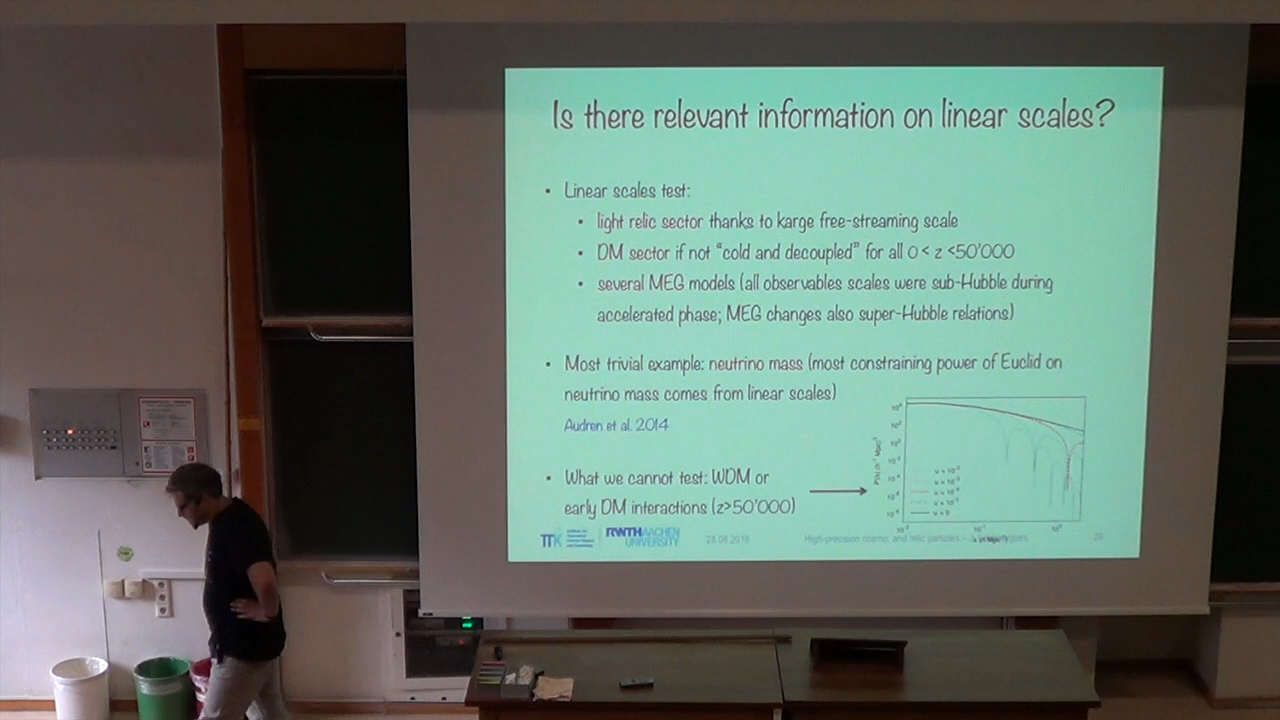 Is there relevant information on linear scales?
• Linear scales test:
• light relic sector thanks to karge free-streaming scale
• DM sector if not “cold and decoupled” for all 0 < z <50'000
• several MEG models (all observables scales were sub-Hubble during
accelerated phase; MEG changes also super-Hubble relations)
• Most trivial example: neutrino mass (most constraining power of Euclid on
neutrino mass comes from linear scales)
Audren et al. 2014
• What we cannot test: WDM or
early DM interactions (z>50'000)
TTK
RWTH AACHEN
UNIVERSITY
28.06.2016
High-precision cosmo. and relic particles